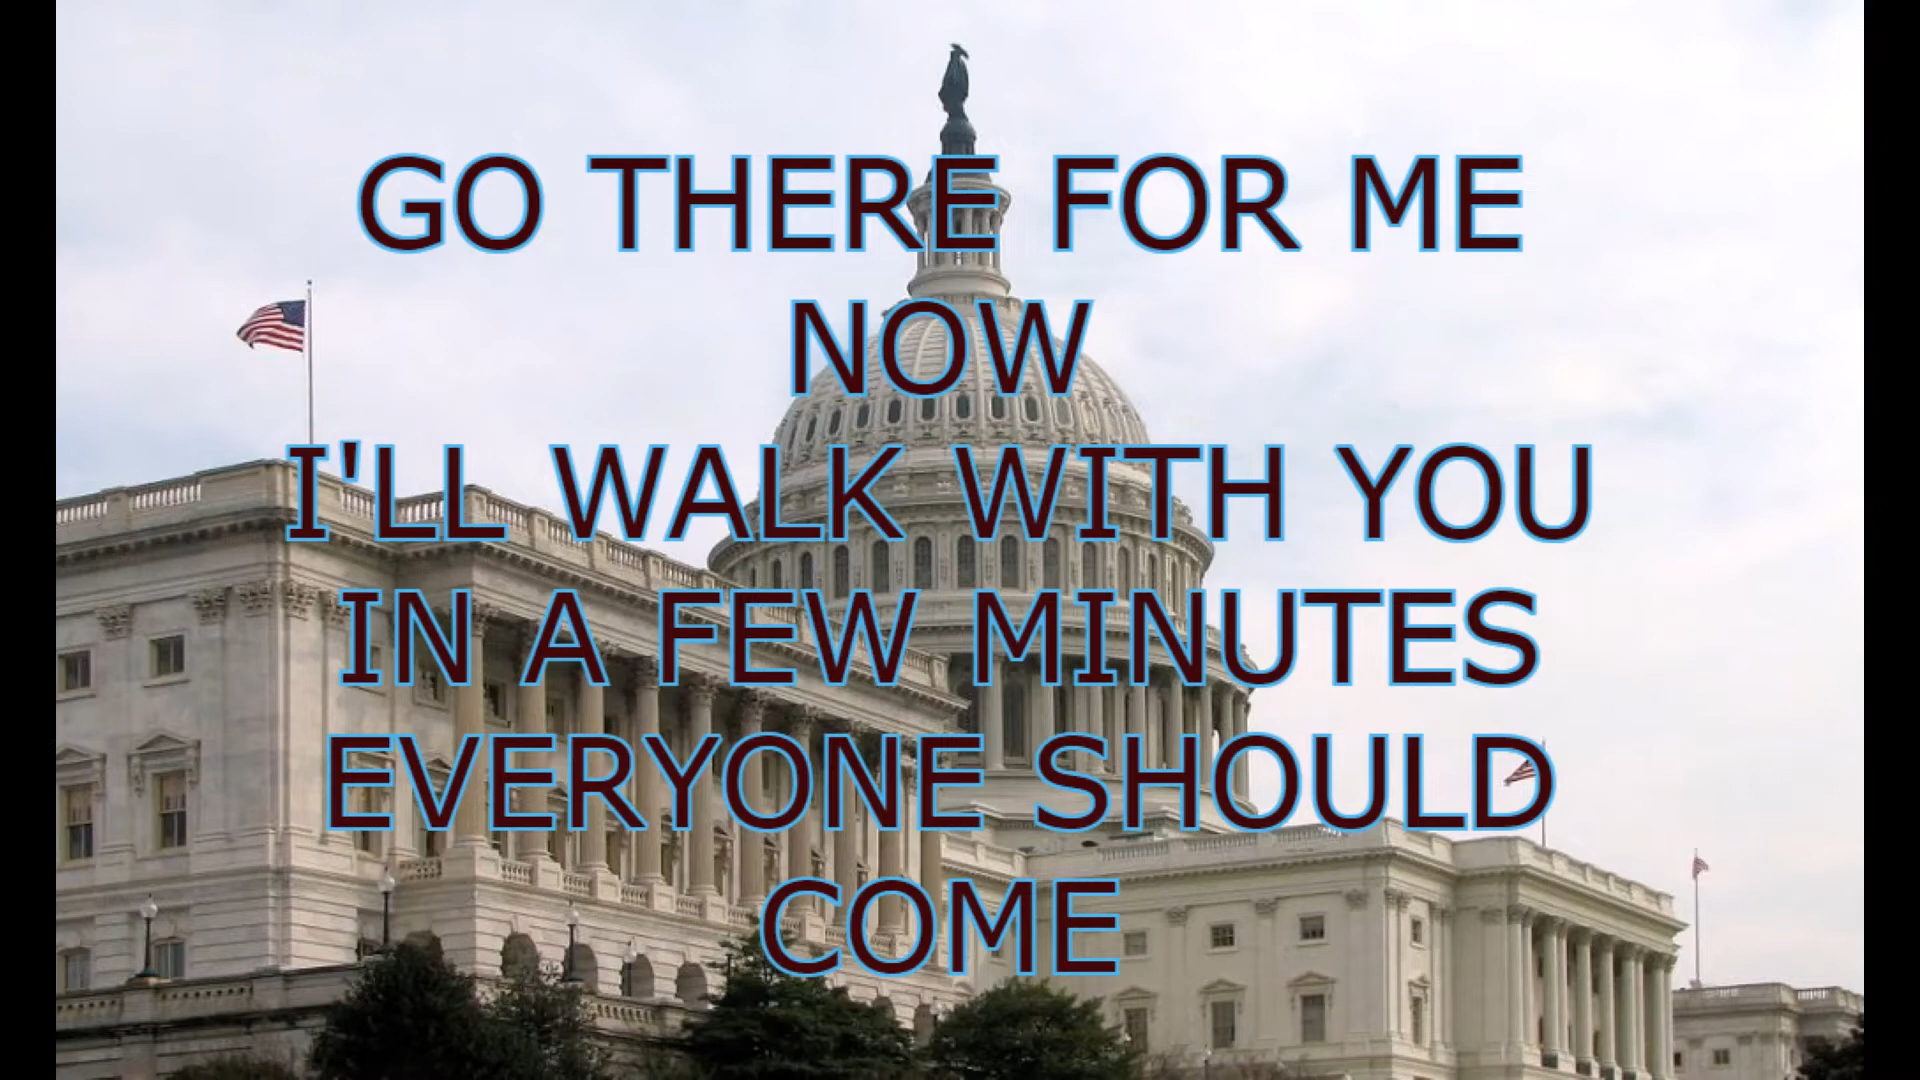 GO THERE FOR ME
NOW
I'LL WALK WITH YOU
IN A FEW MINUTES
EVERYONE SHOULD
COME